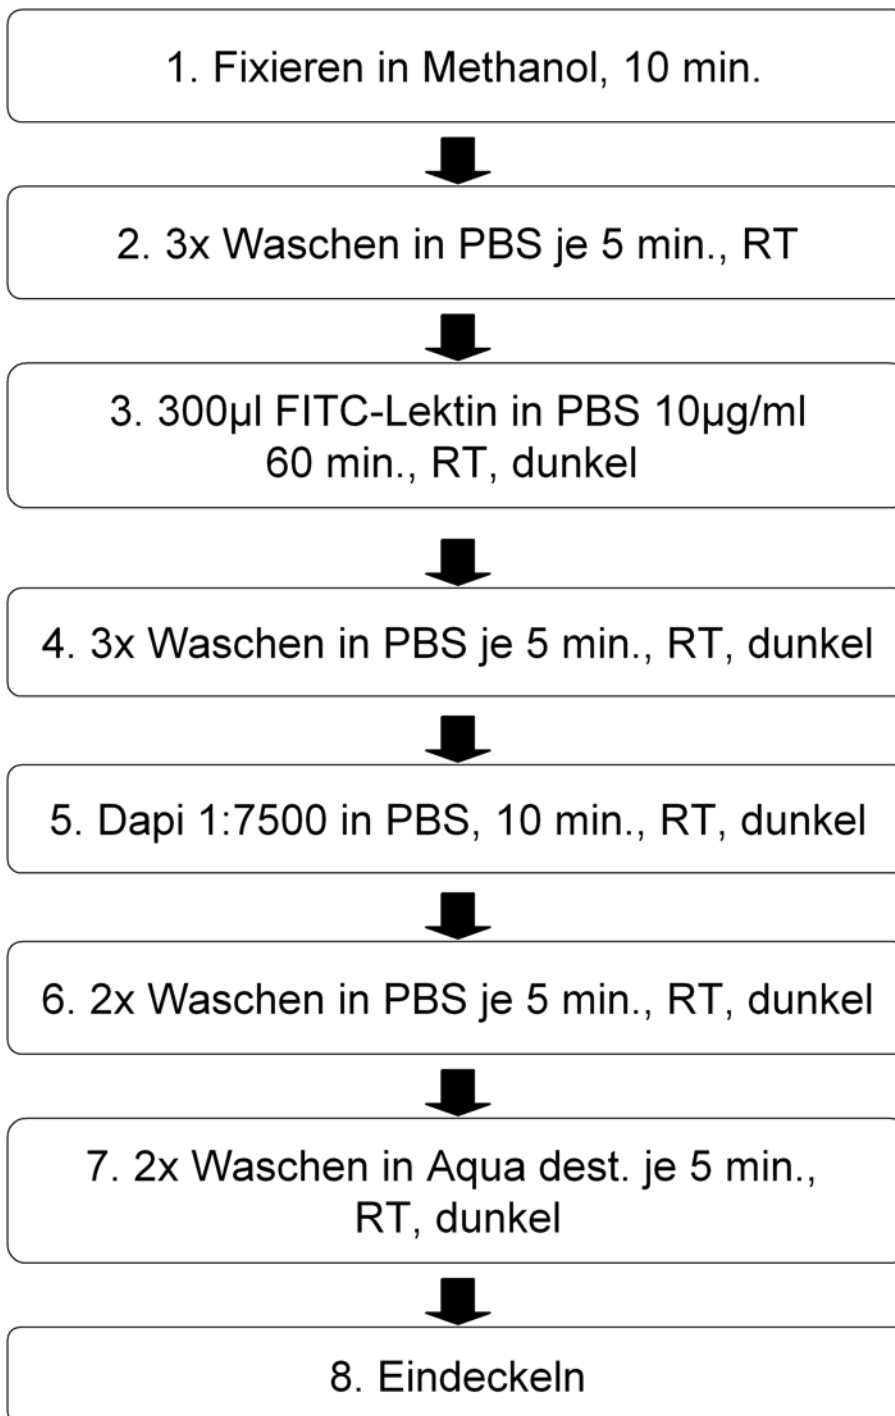 1. Fixieren in Methanol, 10 min.
2. 3x Waschen in PBS je 5 min., RT
3. 300µl FITC-Lektin in PBS 10µg/ml
60 min., RT, dunkel
4. 3x Waschen in PBS je 5 min., RT, dunkel
5. Dapi 1:7500 in PBS, 10 min., RT, dunkel
6. 2x Waschen in PBS je 5 min., RT, dunkel
7. 2x Waschen in Aqua dest. je 5 min.,
RT, dunkel
8. Eindeckeln